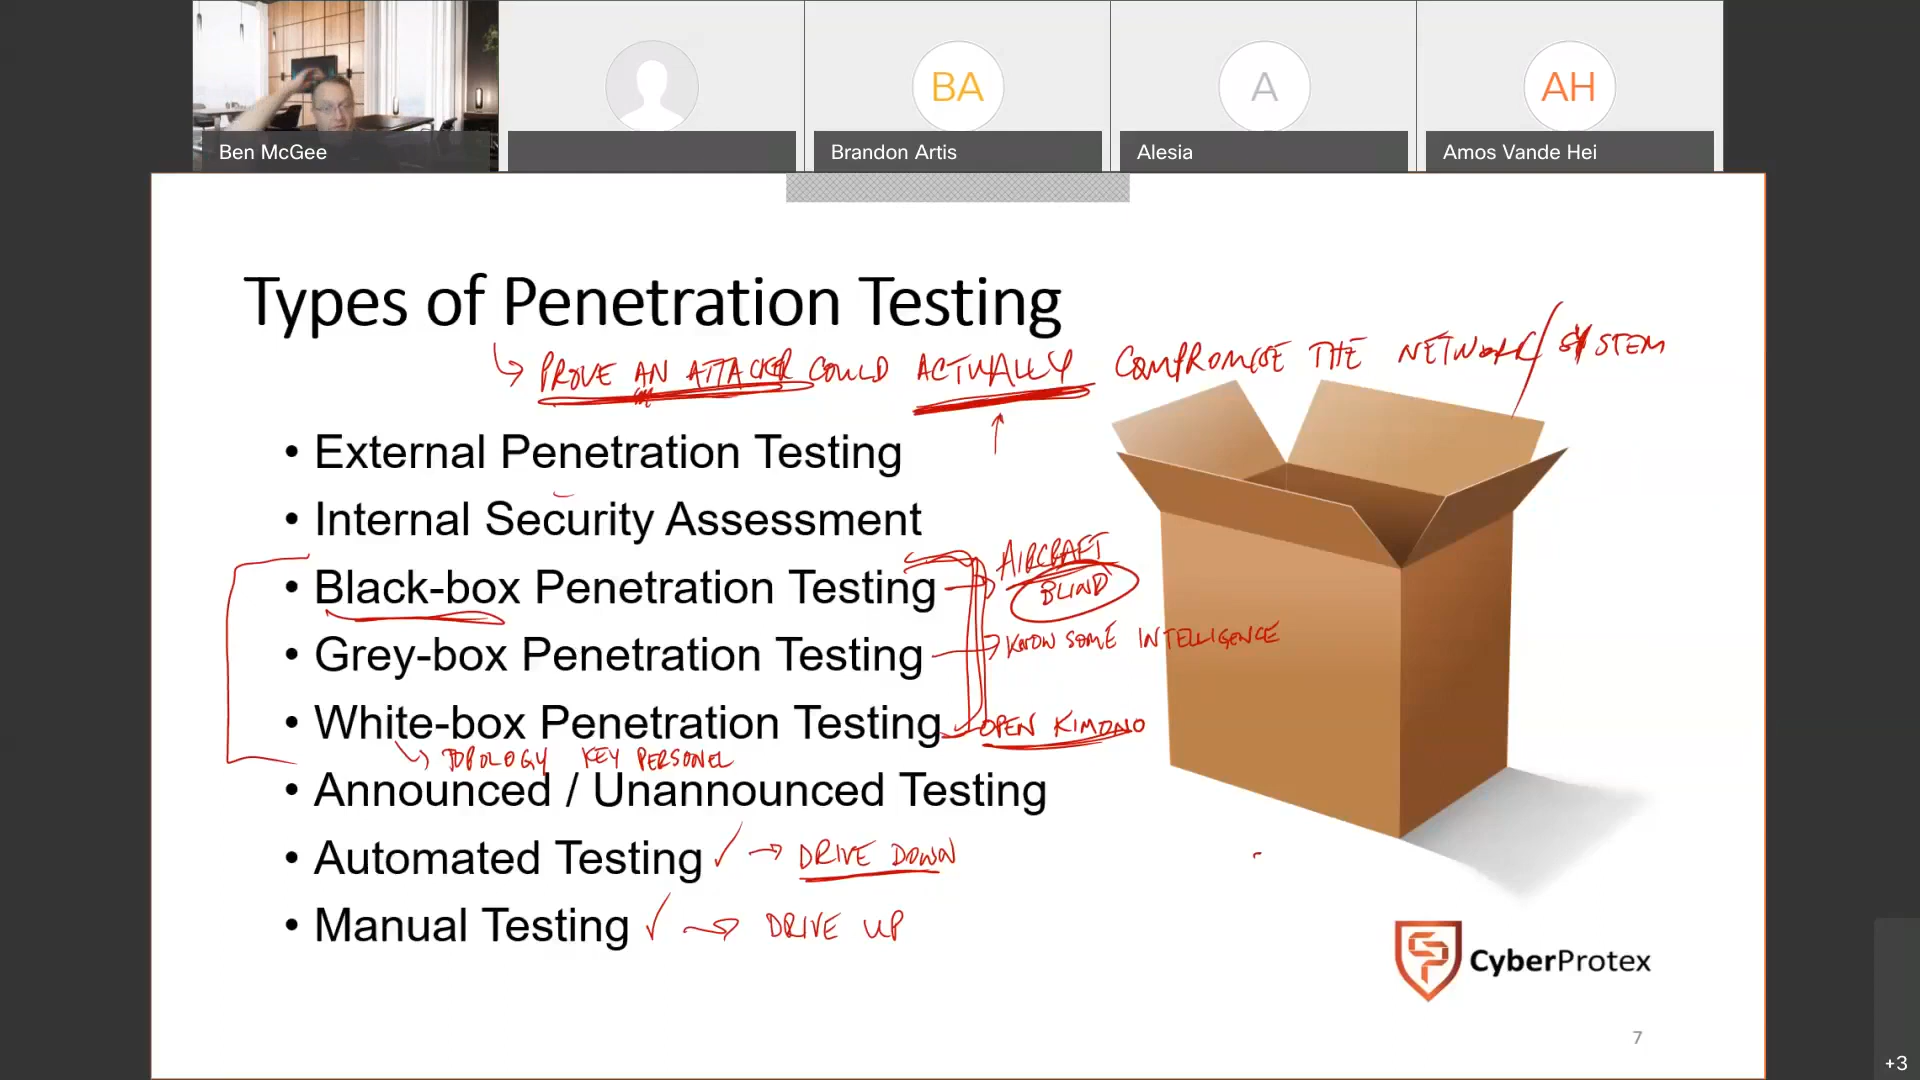 BA
A
AH
Ben McGee
Brandon Artis
Alesia
Amos Vande Hei
Types of Penetration Testing
PROVE AN ATTACKER COULD ACTUALLY COMPROMISE THE NETWORK/SYSTEM
• External Penetration Testing
• Internal Security Assessment
AIRCRAFT
• Black-box Penetration Testing
BLIND
• Grey-box Penetration Testing
KNOW SOME INTELLIGENCE
• White-box Penetration Testing
OPEN KIMONO
TOPOLOGY KEY PERSONEL
• Announced / Unannounced Testing
• Automated Testing
DRIVE DOWN
• Manual Testing
DRIVE UP
CyberProtex
7
+3